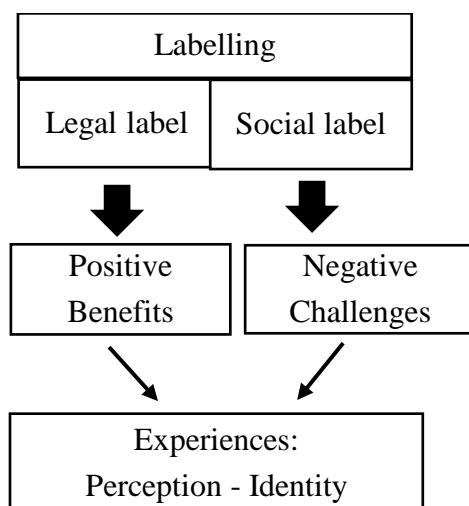 Labelling
Legal label
Social label
Positive
Benefits
Negative
Challenges
Experiences:
Perception - Identity